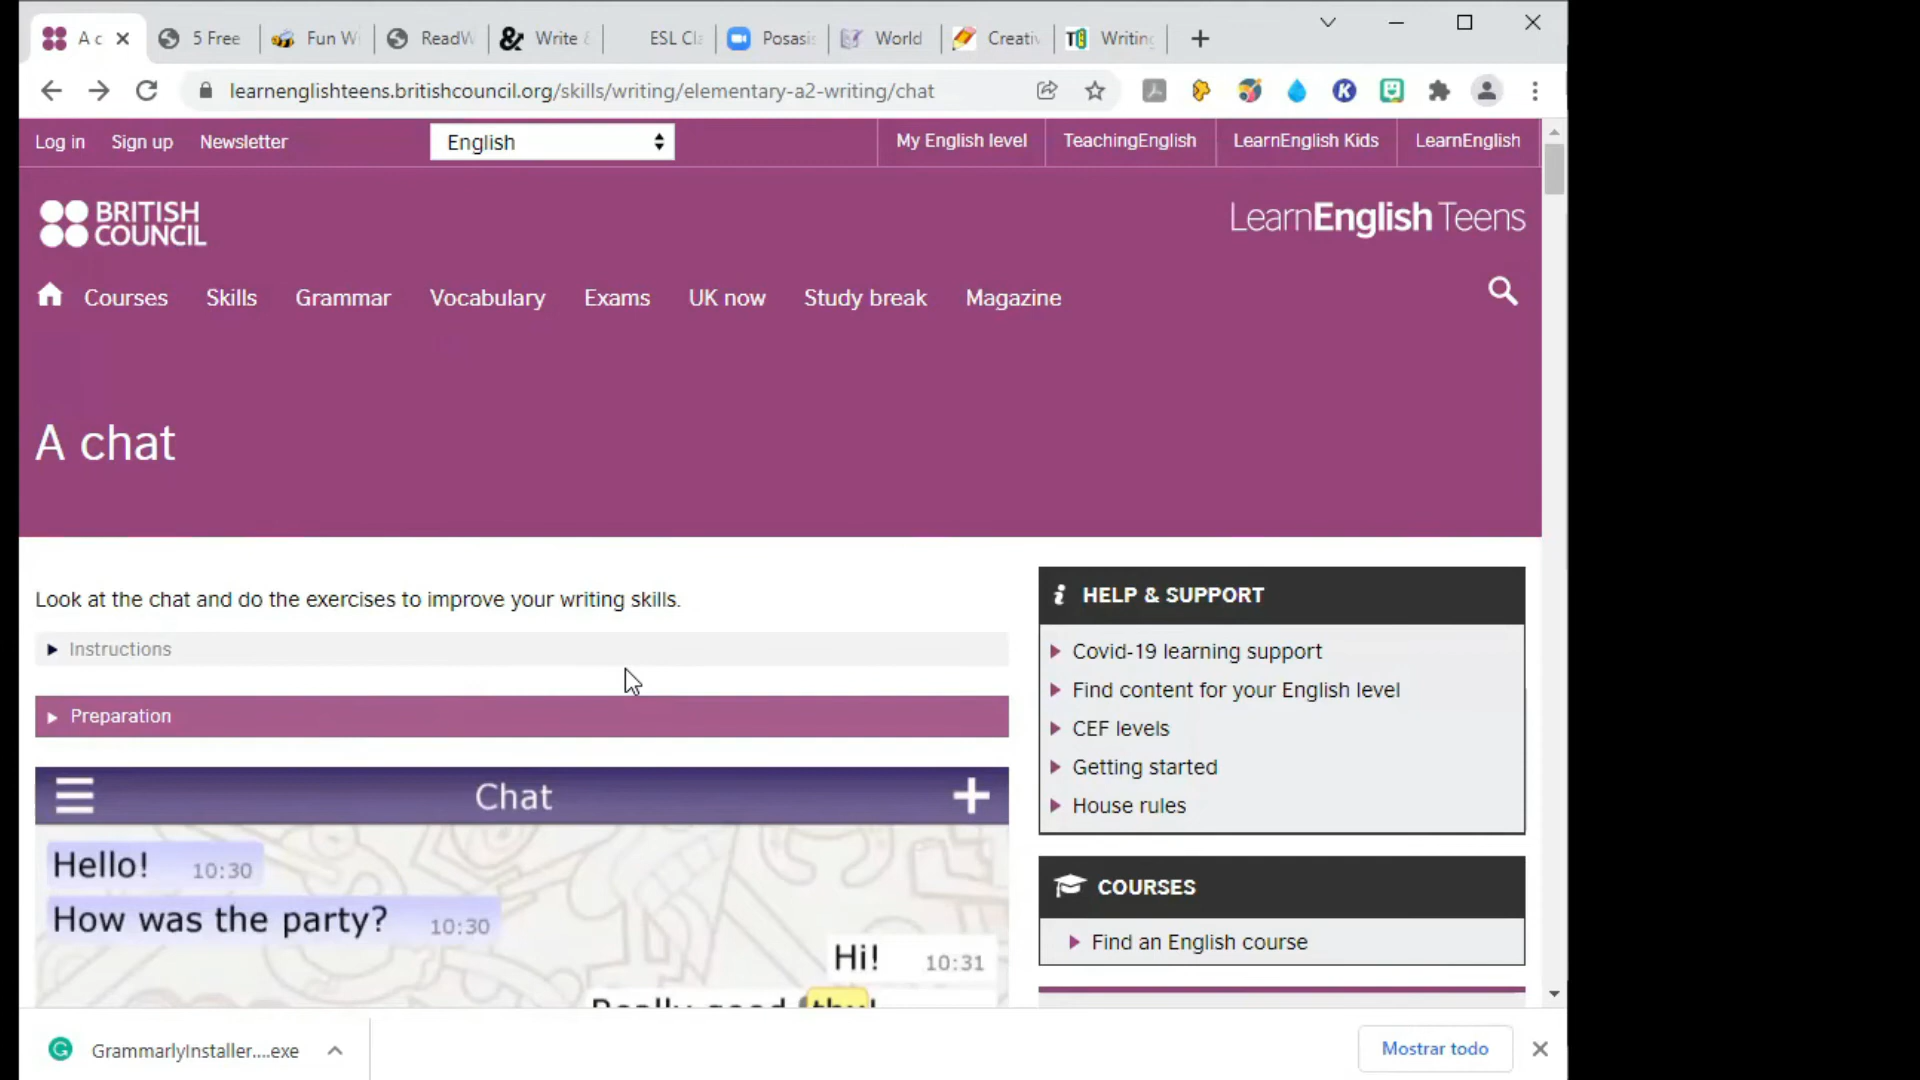 A c
5 Free
Fun W
ReadW
Write &
ESL Cl
Posasi
World
Creativ
Writing
learnenglishteens.britishcouncil.org/skills/writing/elementary-a2-writing/chat
Log in
Sign up
Newsletter
English
My English level
TeachingEnglish
LearnEnglish Kids
LearnEnglish
BRITISH
COUNCIL
LearnEnglish Teens
Courses
Skills
Grammar
Vocabulary
Exams
UK now
Study break
Magazine
A chat
Look at the chat and do the exercises to improve your writing skills.
Instructions
Preparation
Chat
Hello! 10:30
How was the party? 10:30
Hi! 10:31
Really good
HELP & SUPPORT
Covid-19 learning support
Find content for your English level
CEF levels
Getting started
House rules
COURSES
Find an English course
GrammarlyInstaller....exe
Mostrar todo